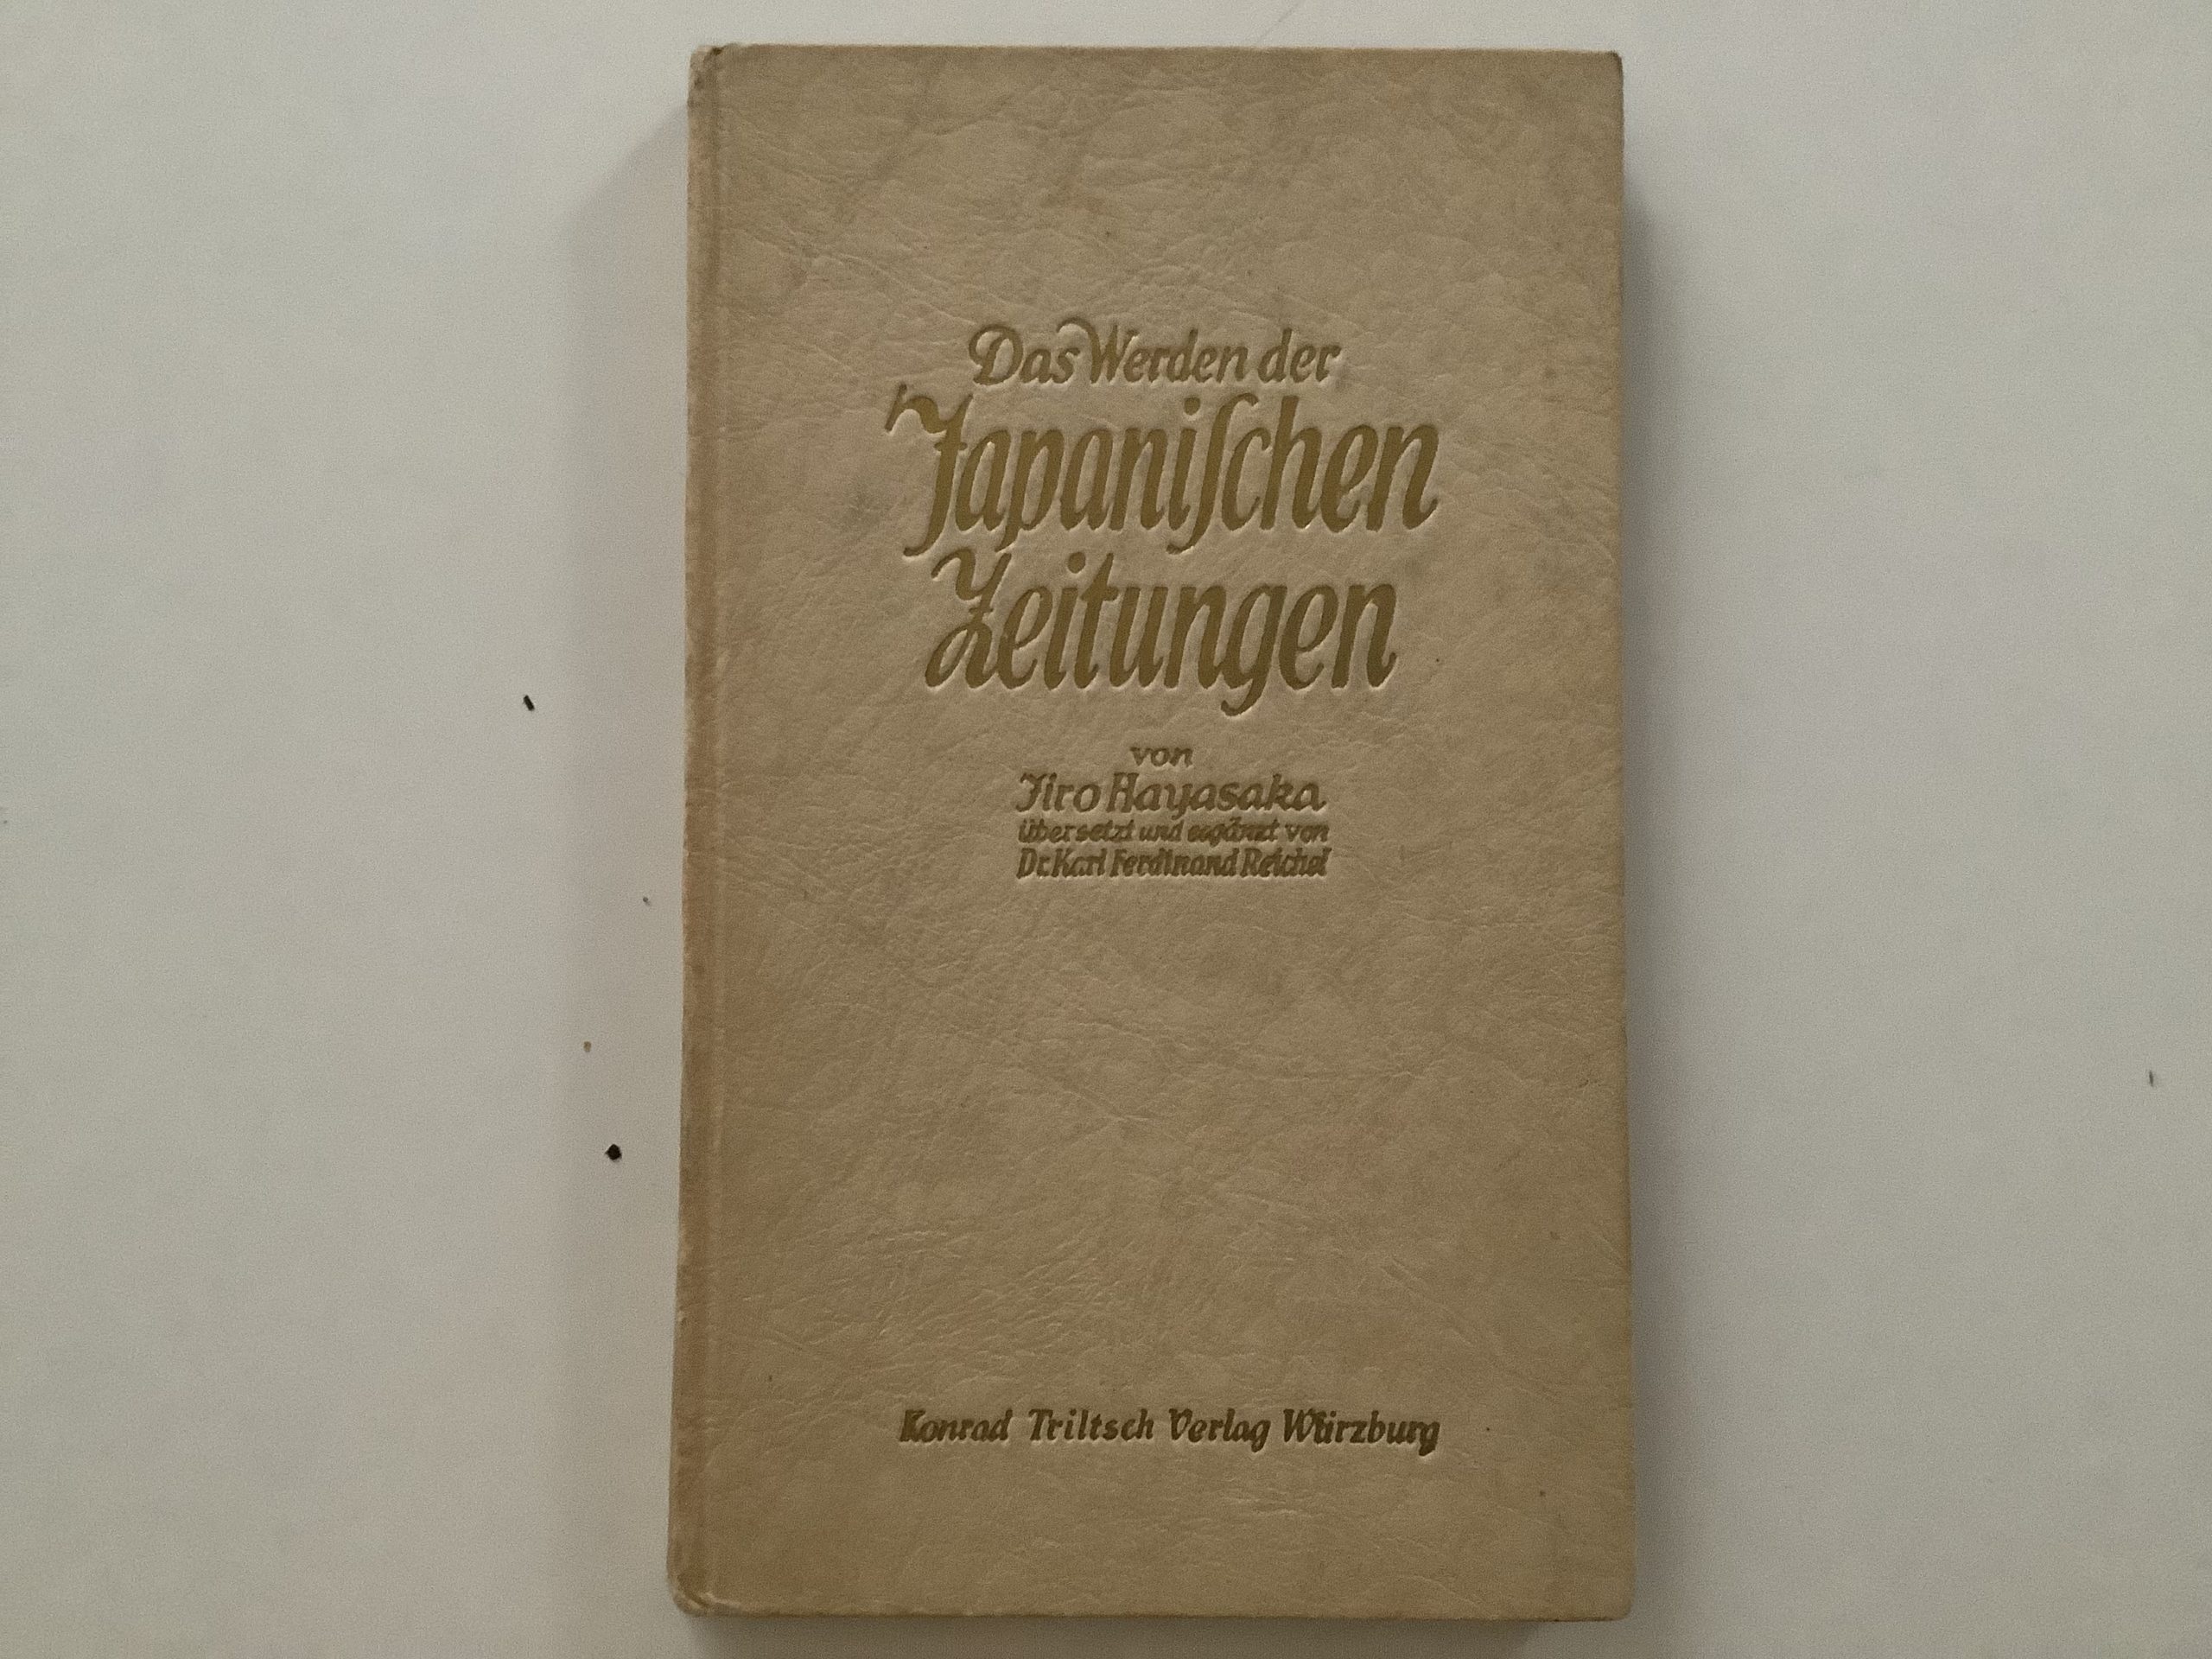 Das Werden der
Japaniſchen
Zeitungen
von
Jiro Hayasaka
übersetzt und ergänzt von
Dr. Karl Ferdinand Reichel
Konrad Triltsch Verlag Würzburg